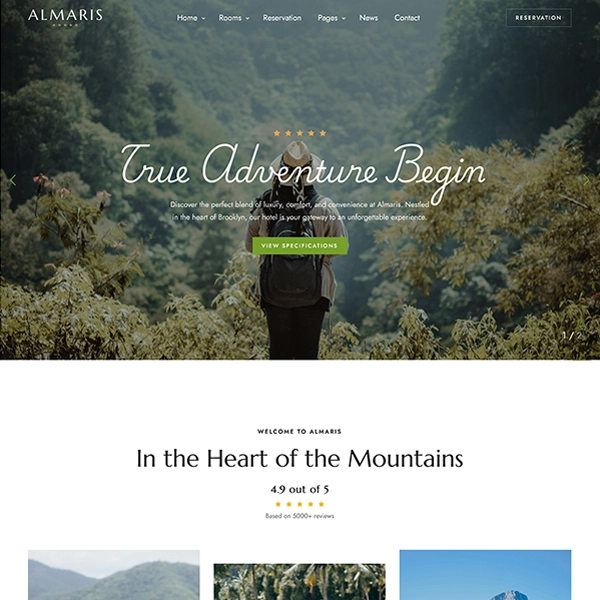 ALMARIS
Home Rooms Reservation Pages News Contact
RESERVATION
True Adventure Begin
Discover the perfect blend of luxury, comfort, and convenience at Almaris. Nestled
in the heart of Brooklyn, our hotel is your gateway to an unforgettable experience.
VIEW SPECIFICATIONS
1 / 2
WELCOME TO ALMARIS
In the Heart of the Mountains
4.9 out of 5
Based on 5000+ reviews